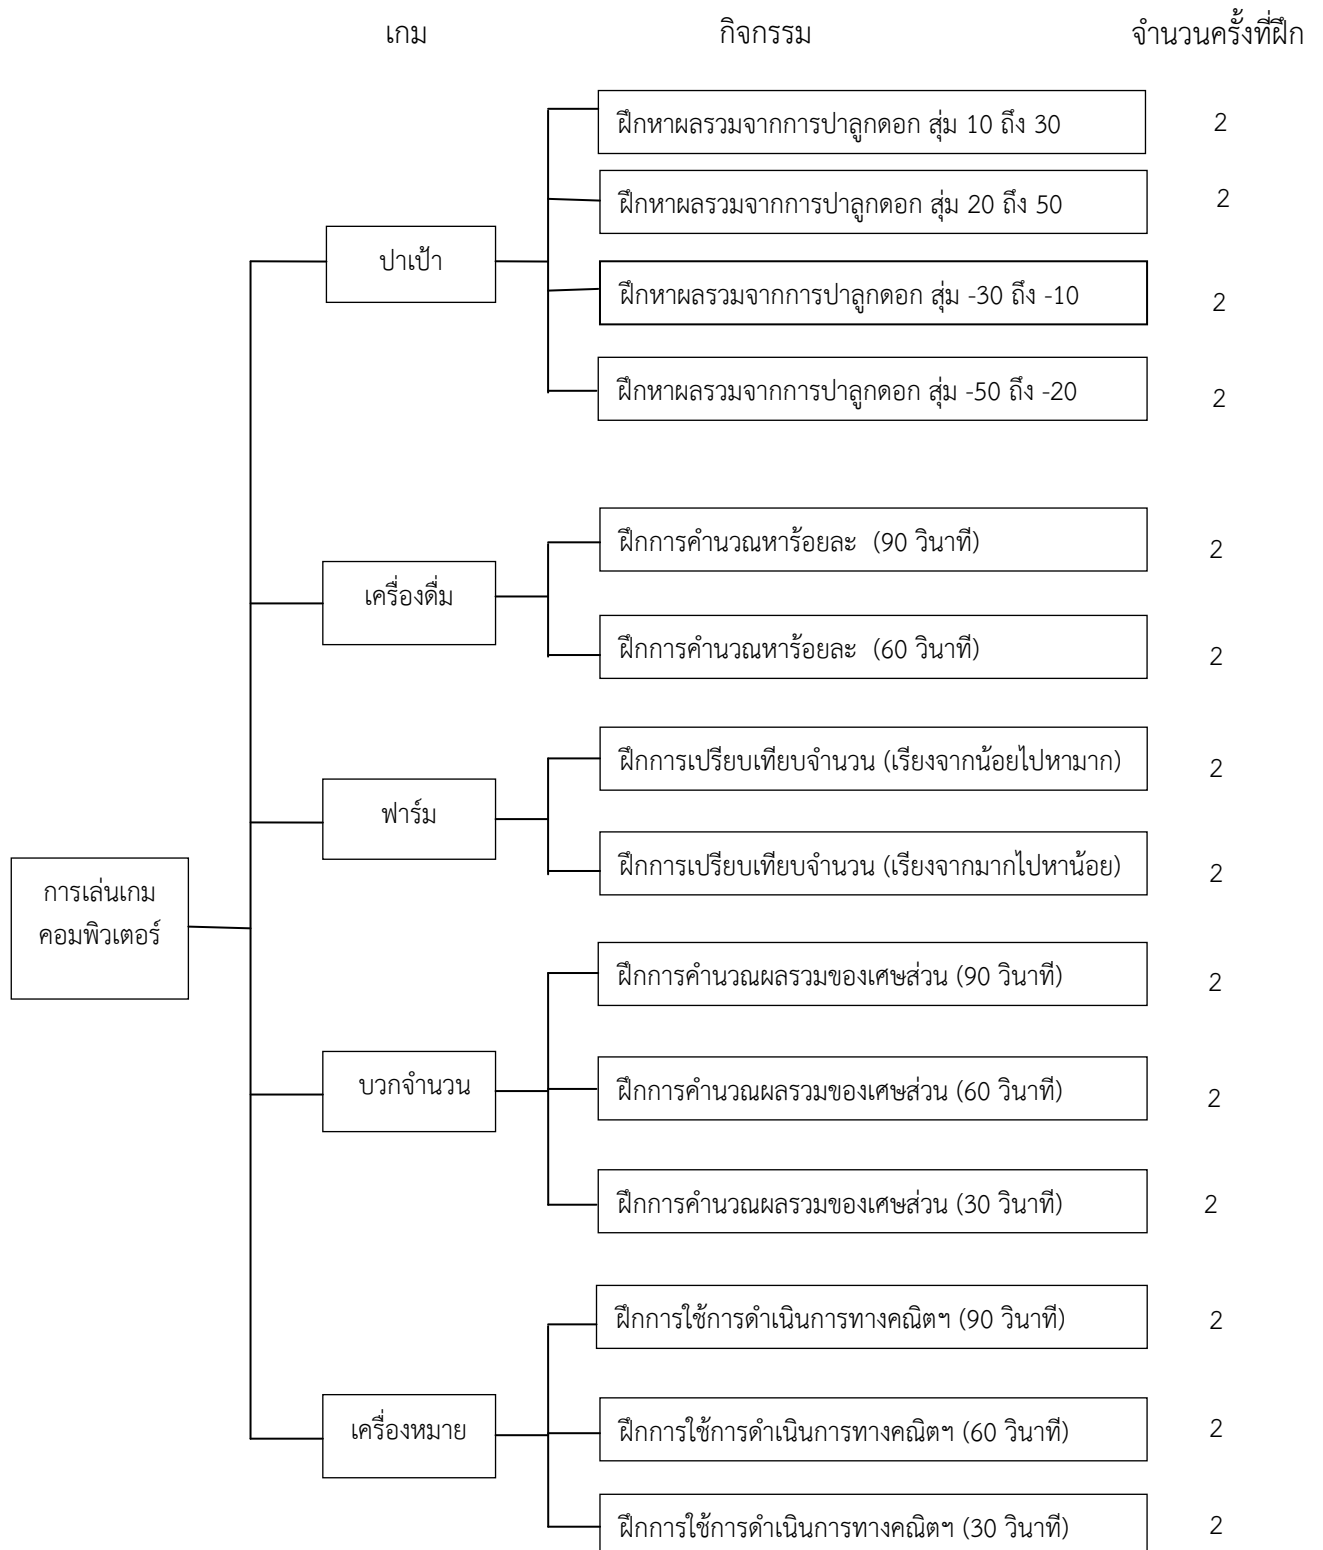 เกม กิจกรรม จำนวนครั้งที่ฝึก
ฝึกหาผลรวมจากการปาลูกดอก สุ่ม 10 ถึง 30 2
ฝึกหาผลรวมจากการปาลูกดอก สุ่ม 20 ถึง 50 2
ปาเป้า
ฝึกหาผลรวมจากการปาลูกดอก สุ่ม -30 ถึง -10 2
ฝึกหาผลรวมจากการปาลูกดอก สุ่ม -50 ถึง -20 2
ฝึกการคำนวณหาร้อยละ (90 วินาที) 2
เครื่องดื่ม
ฝึกการคำนวณหาร้อยละ (60 วินาที) 2
ฝึกการเปรียบเทียบจำนวน (เรียงจากน้อยไปหามาก) 2
ฟาร์ม
ฝึกการเปรียบเทียบจำนวน (เรียงจากมากไปหาน้อย) 2
การเล่นเกม
คอมพิวเตอร์
ฝึกการคำนวณผลรวมของเศษส่วน (90 วินาที) 2
บวกจำนวน
ฝึกการคำนวณผลรวมของเศษส่วน (60 วินาที) 2
ฝึกการคำนวณผลรวมของเศษส่วน (30 วินาที) 2
ฝึกการใช้การดำเนินการทางคณิตฯ (90 วินาที) 2
เครื่องหมาย
ฝึกการใช้การดำเนินการทางคณิตฯ (60 วินาที) 2
ฝึกการใช้การดำเนินการทางคณิตฯ (30 วินาที) 2